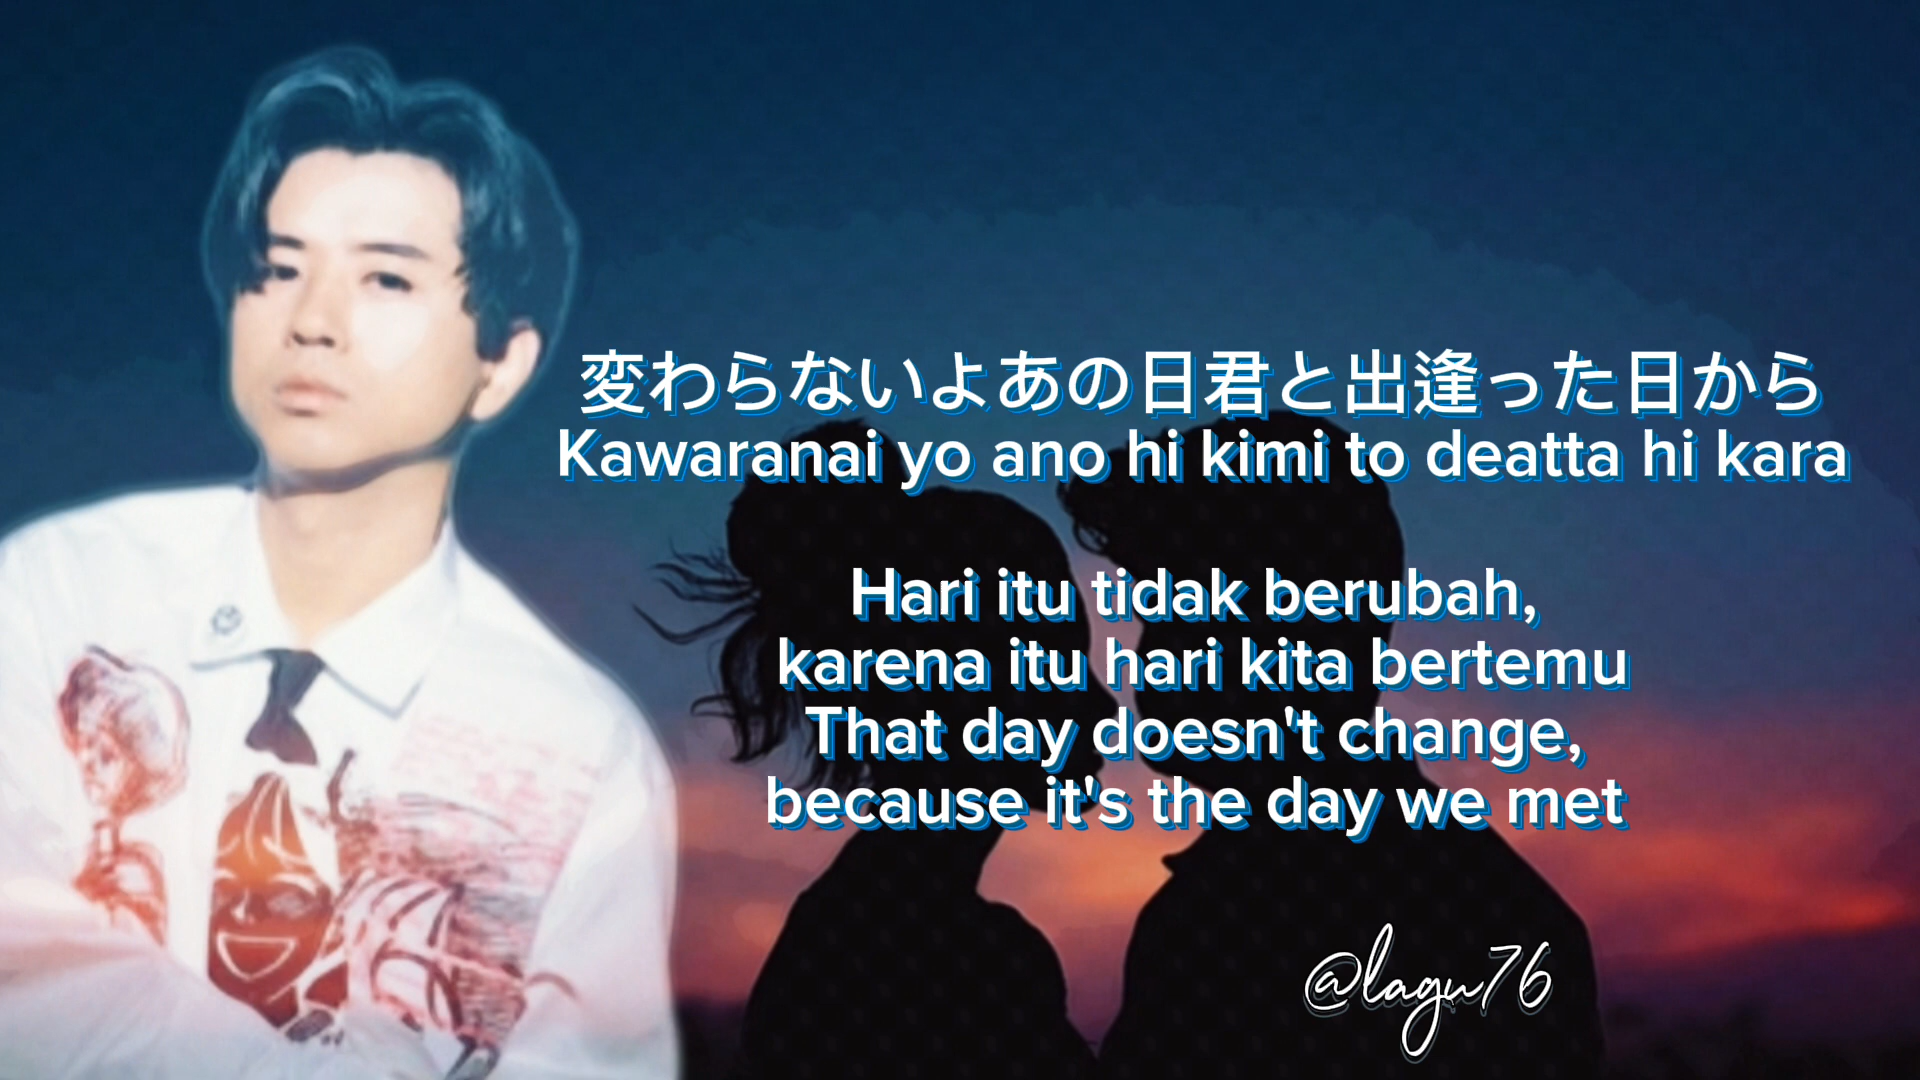 変わらないよあの日君と出逢った日から
Kawaranai yo ano hi kimi to deatta hi kara
Hari itu tidak berubah,
karena itu hari kita bertemu
That day doesn't change,
because it's the day we met
@lagu76